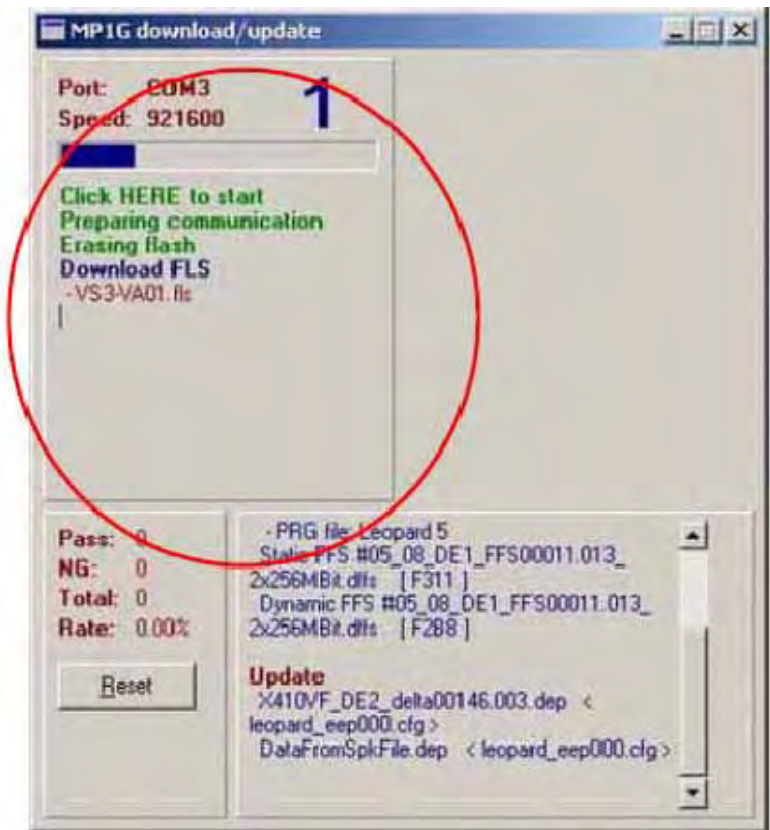 MP1G download/update
Port: COM3
1
Speed: 921600
Click HERE to start
Preparing communication
Erasing flash
Download FLS
- VS3-VA01.fls
Pass: 0
NG: 0
Total: 0
Rate: 0.00%
Reset
- PRG file: Leopard 5
Static FFS #05_08_DE1_FFS00011.013_
2x256MBit.dffs [ F311 ]
Dynamic FFS #05_08_DE1_FFS00011.013_
2x256MBit.dffs [ F2B8 ]
Update
X410VF_DE2_delta00146.003.dep <
leopard_eep000.cfg >
DataFromSpkFile.dep < leopard_eep000.cfg >